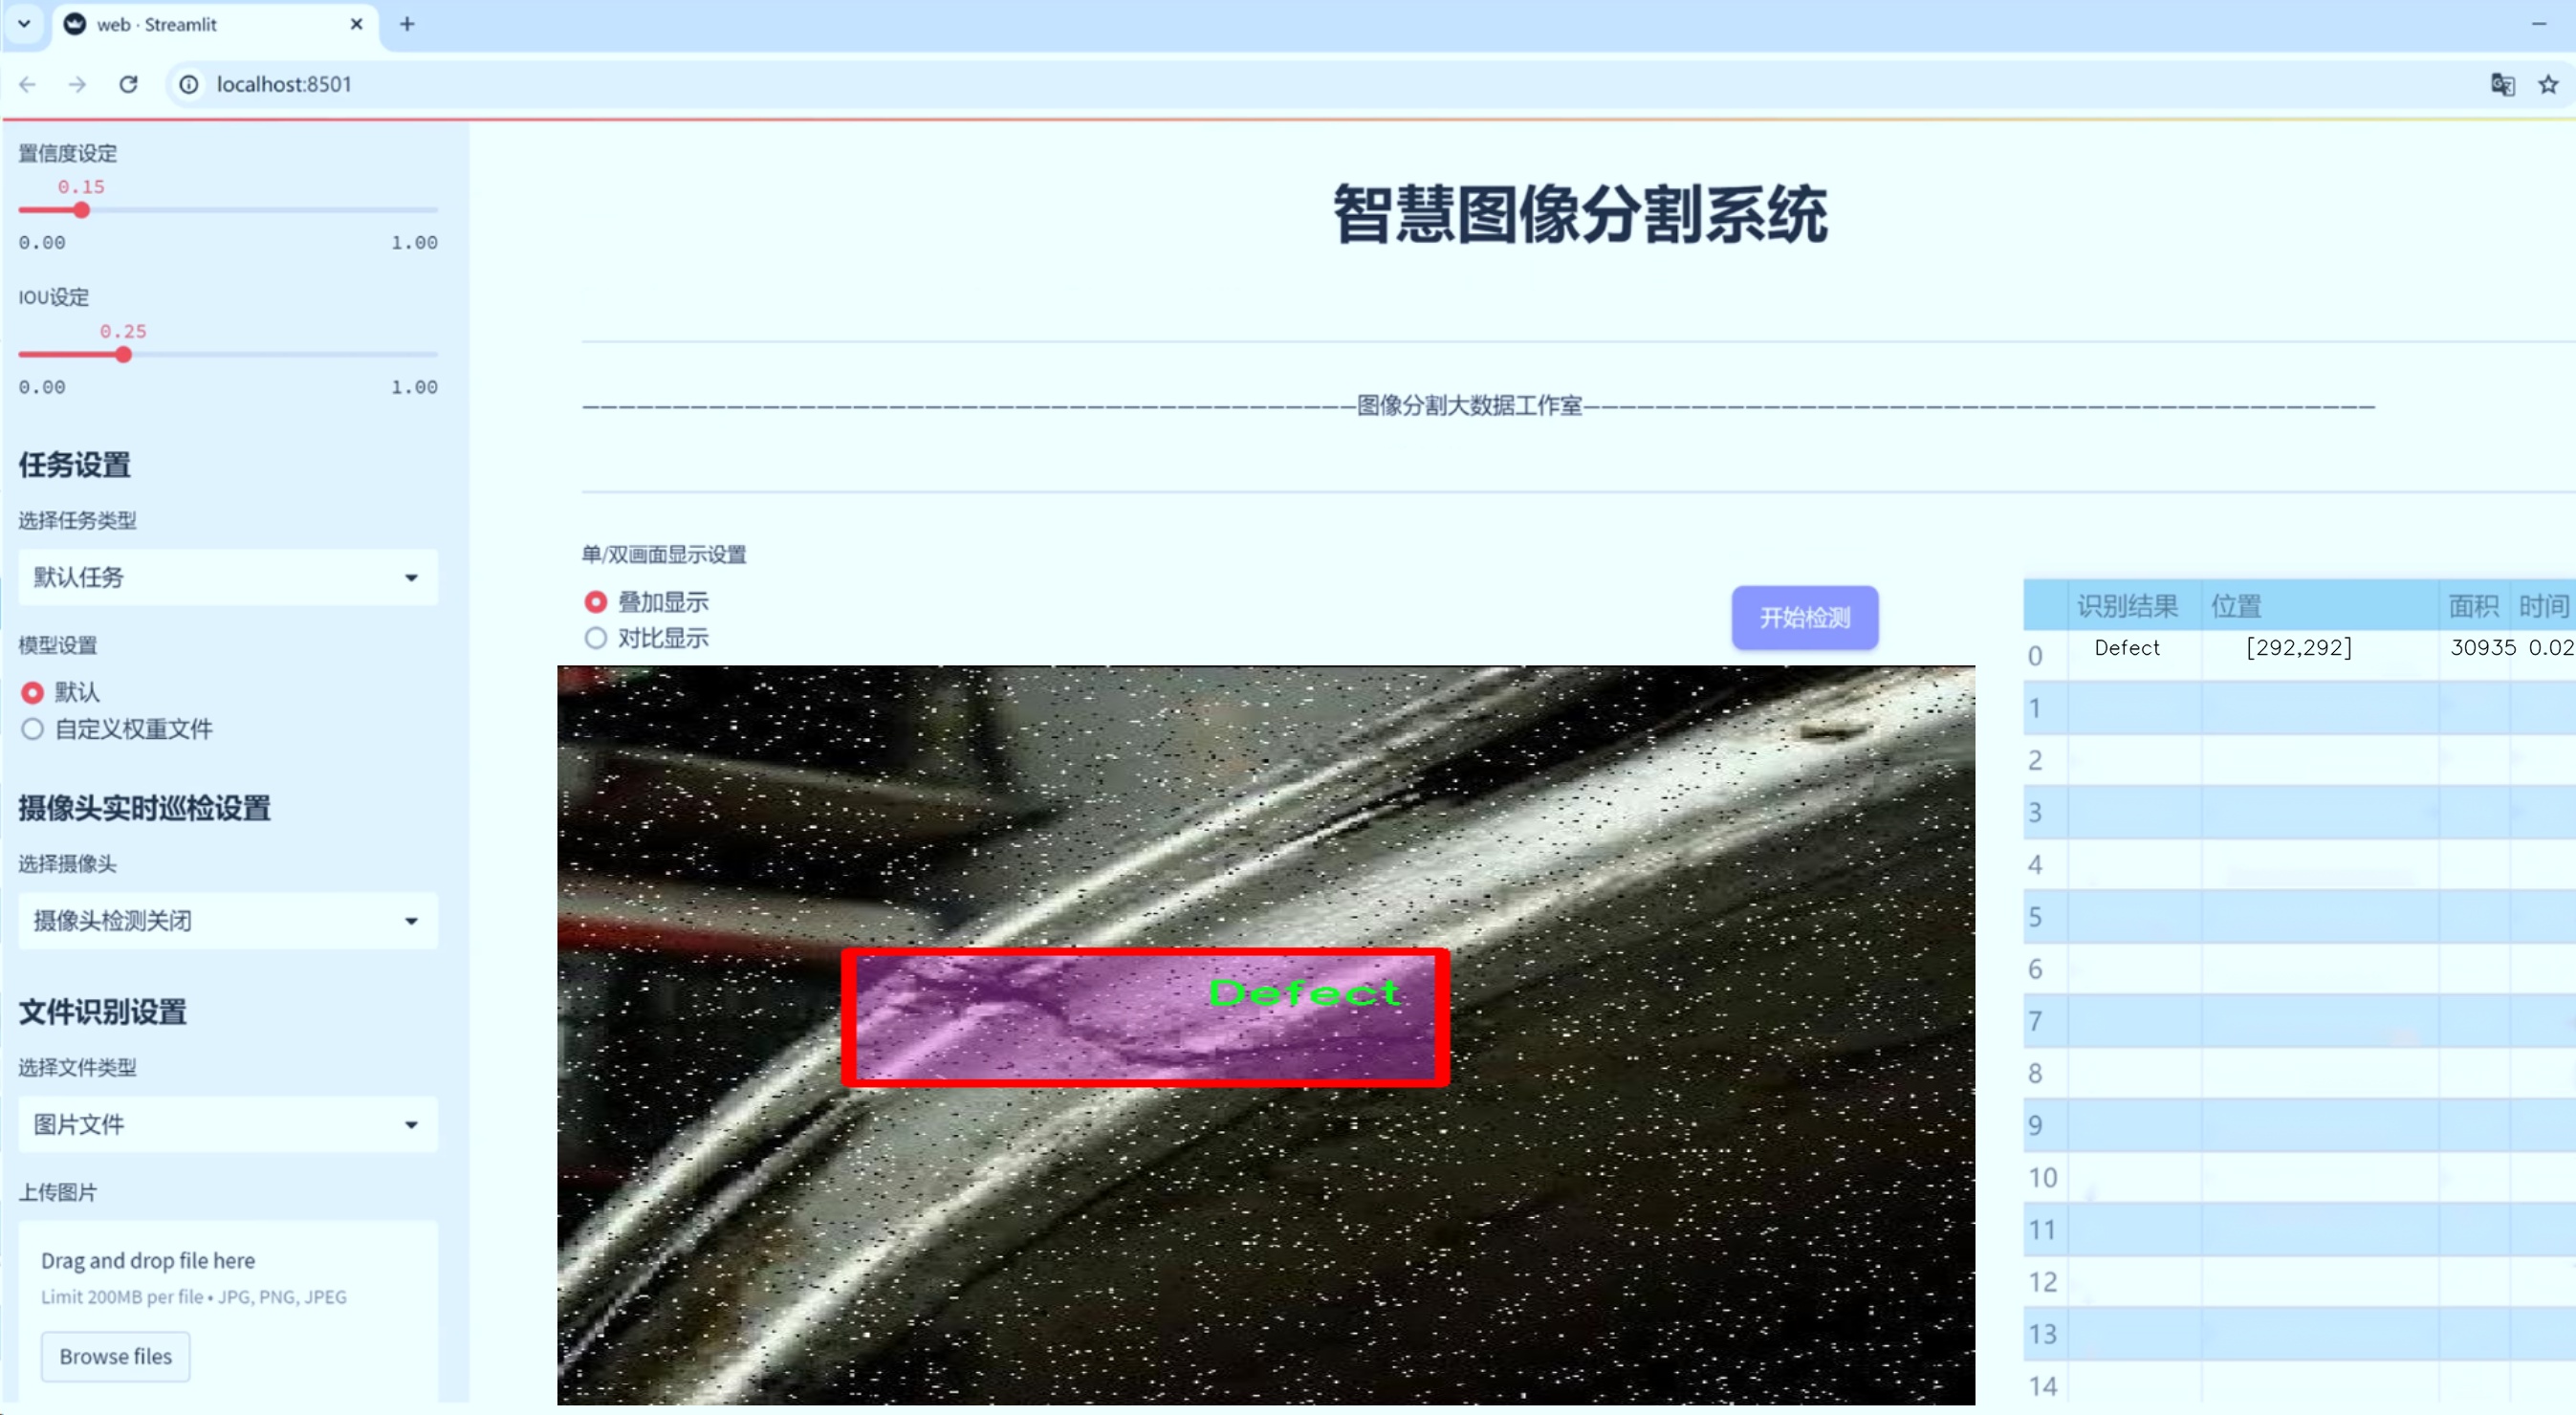 web · Streamlit
localhost:8501
置信度设定
0.15
0.00 1.00
IOU设定
0.25
0.00 1.00
任务设置
选择任务类型
默认任务
模型设置
默认
自定义权重文件
摄像头实时巡检设置
选择摄像头
摄像头检测关闭
文件识别设置
选择文件类型
图片文件
上传图片
Drag and drop file here
Limit 200MB per file • JPG, PNG, JPEG
Browse files
智慧图像分割系统
图像分割大数据工作室
单/双画面显示设置
叠加显示
对比显示
开始检测
Defect
识别结果 位置 面积 时间
0 Defect [292,292] 30935 0.02
1
2
3
4
5
6
7
8
9
10
11
12
13
14